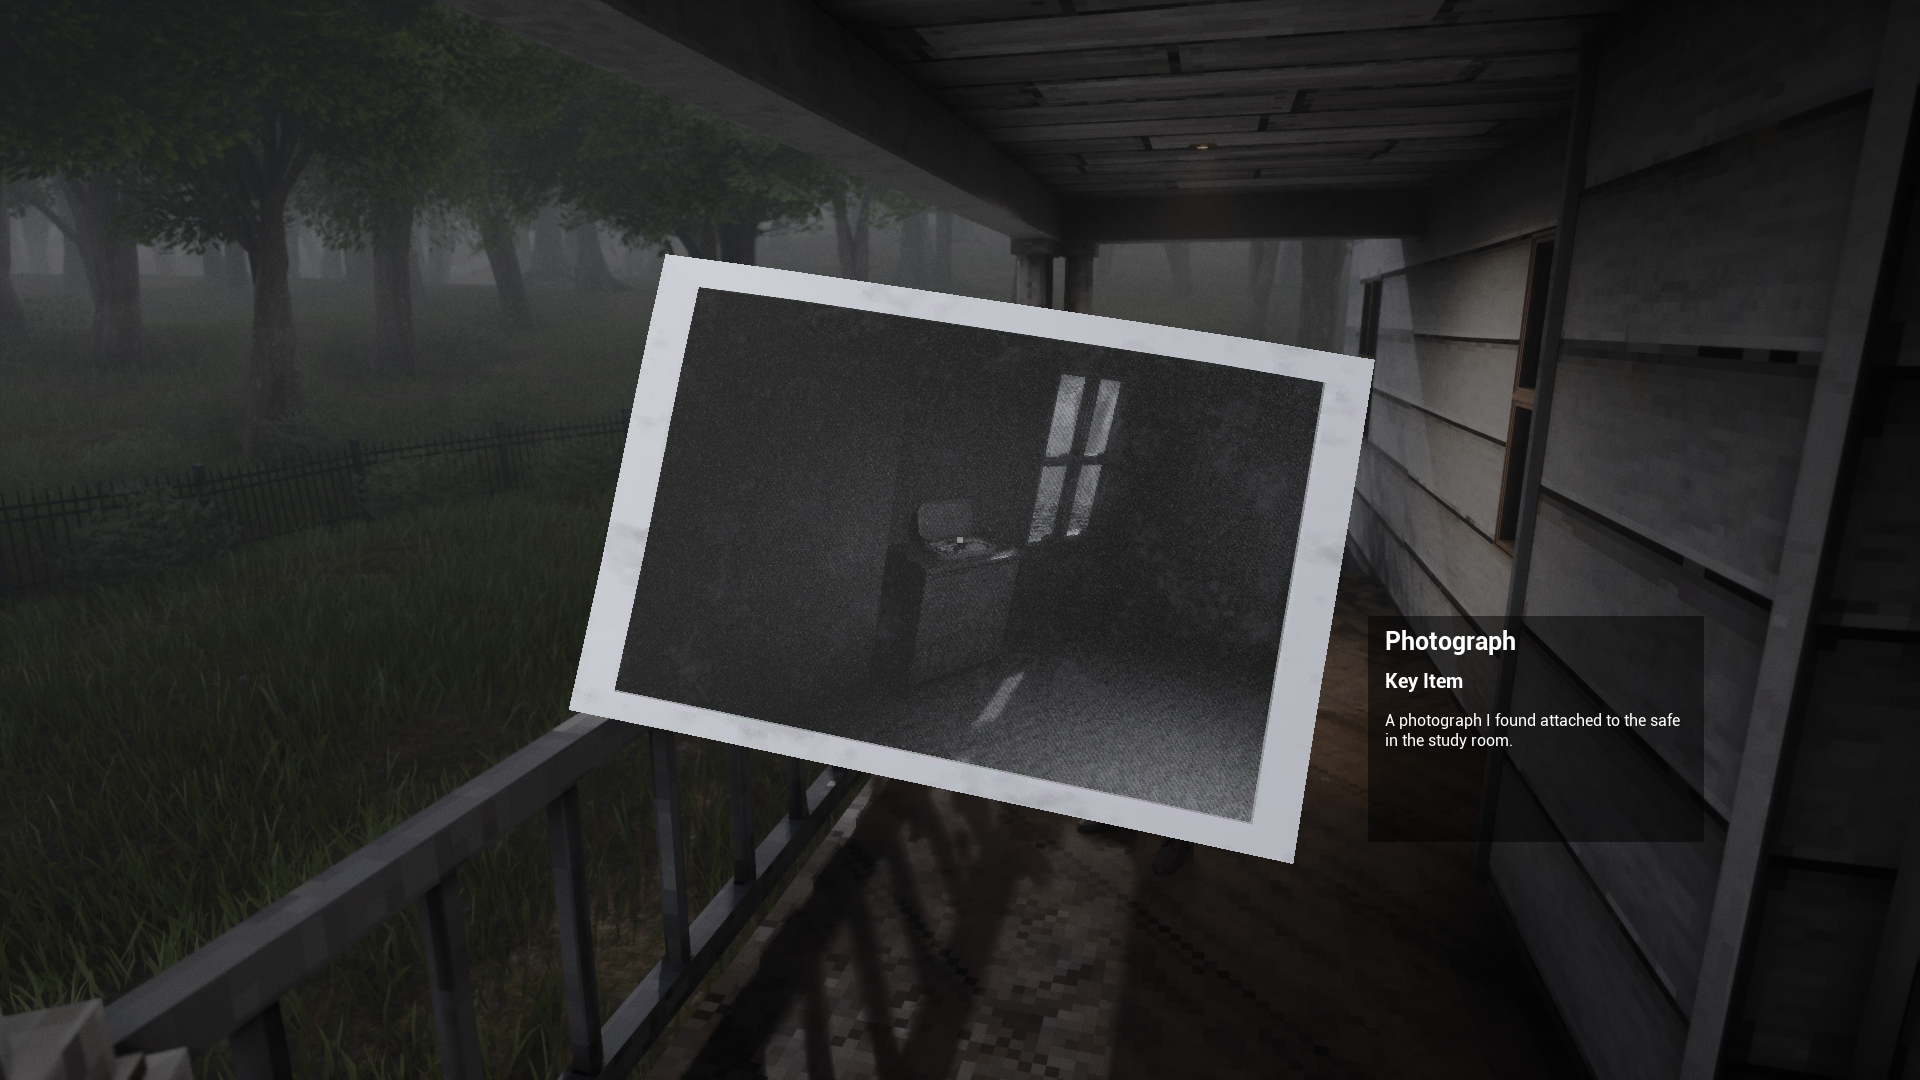 Photograph
Key Item
A photograph I found attached to the safe
in the study room.